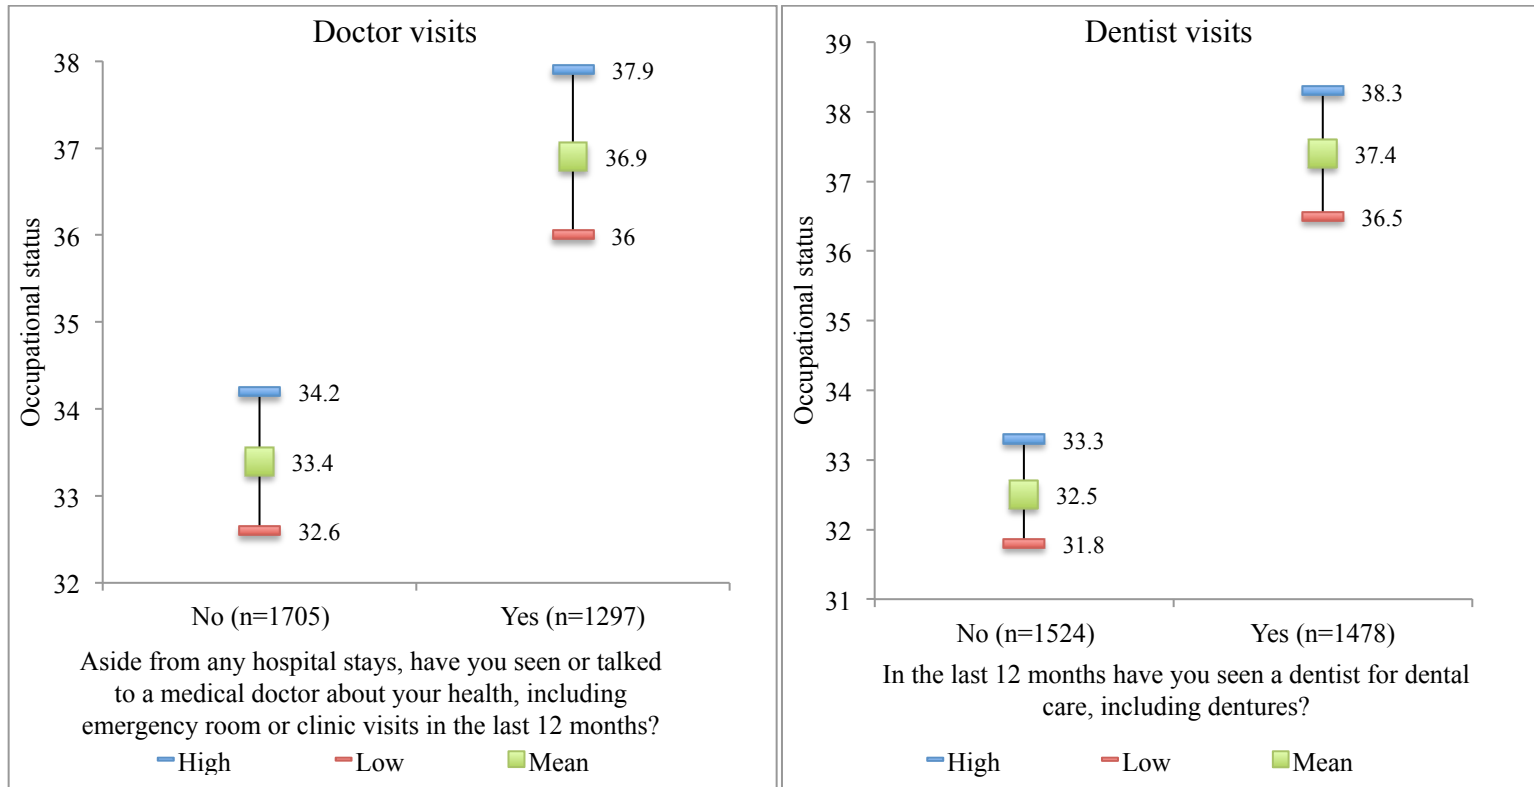 Doctor visits
Occupational status
38
37
36
35
34
33
32
37.9
36.9
36
34.2
33.4
32.6
No (n=1705)
Yes (n=1297)
Aside from any hospital stays, have you seen or talked
to a medical doctor about your health, including
emergency room or clinic visits in the last 12 months?
High
Low
Mean
Dentist visits
Occupational status
39
38
37
36
35
34
33
32
31
38.3
37.4
36.5
33.3
32.5
31.8
No (n=1524)
Yes (n=1478)
In the last 12 months have you seen a dentist for dental
care, including dentures?
High
Low
Mean